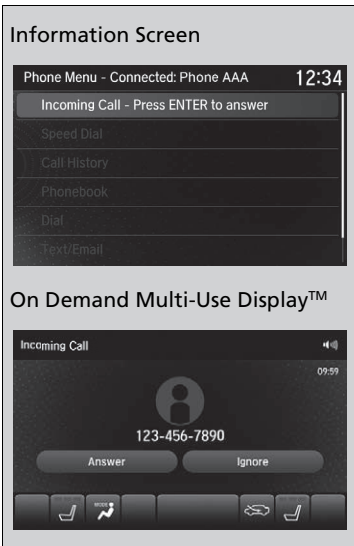 Information Screen
Phone Menu - Connected: Phone AAA 12:34
Incoming Call - Press ENTER to answer
Speed Dial
Call History
Phonebook
Dial
Text/Email
On Demand Multi-Use Display™
Incoming Call
09:59
123-456-7890
Answer Ignore
MODE